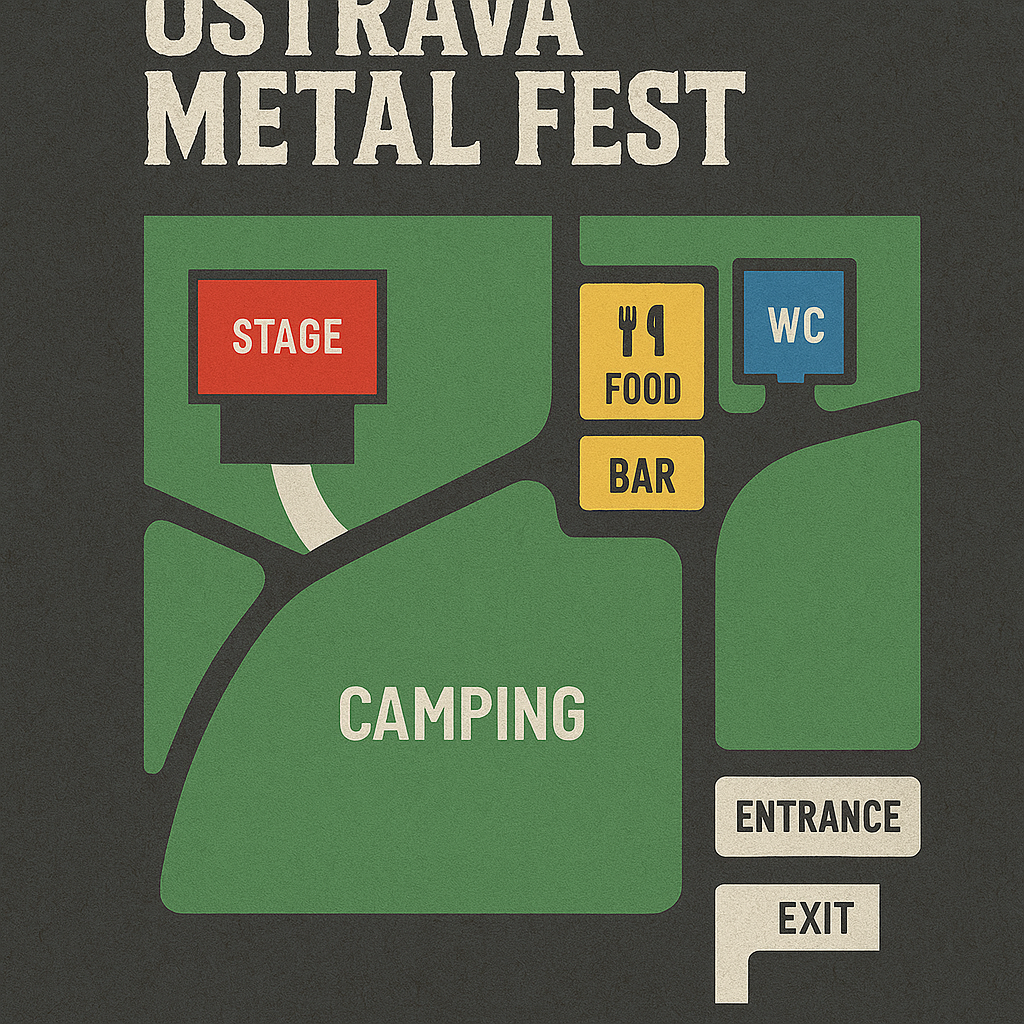 OSTRAVA
METAL FEST
STAGE
WC
FOOD
BAR
CAMPING
ENTRANCE
EXIT